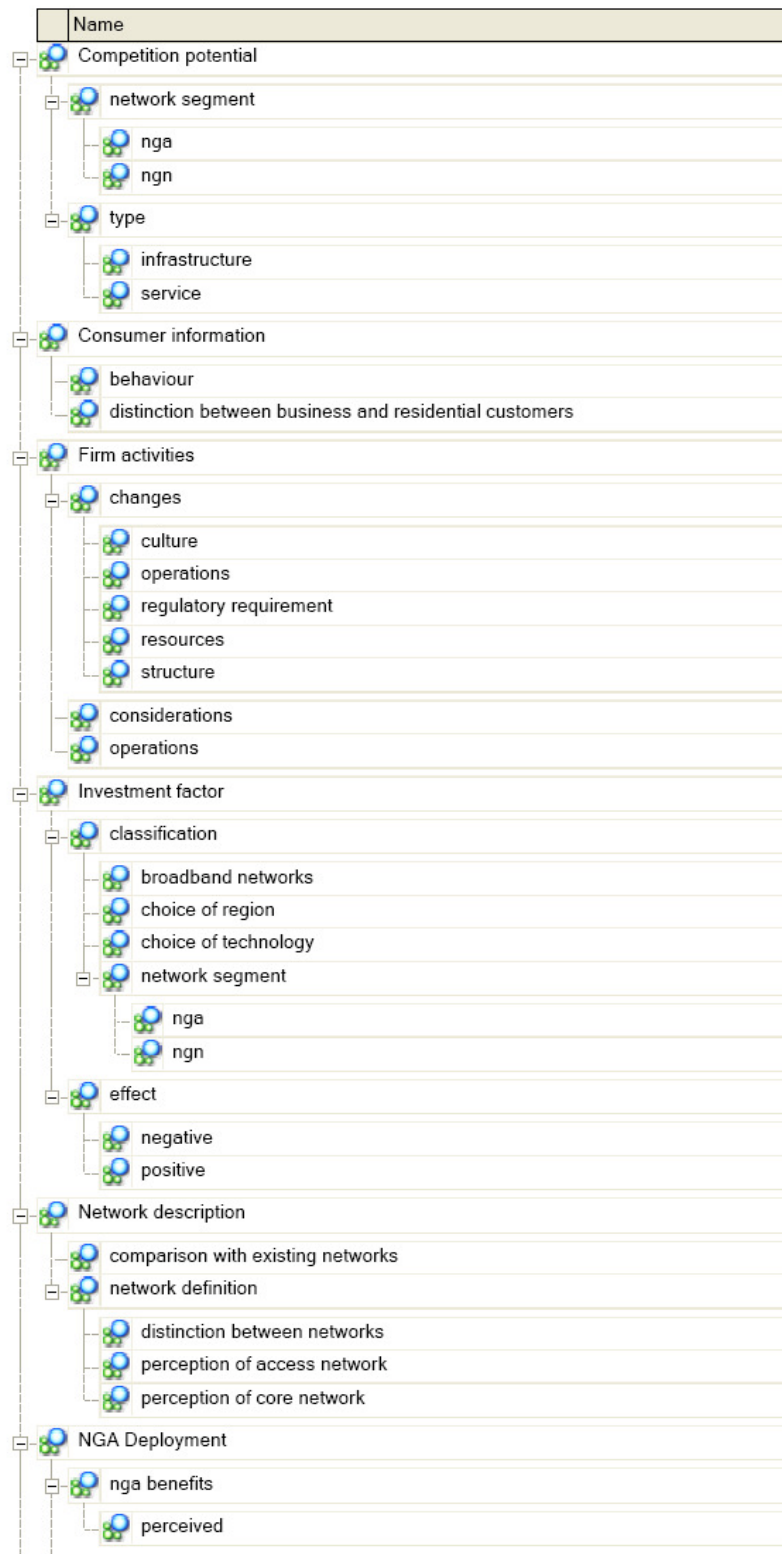 Name
Competition potential
network segment
nga
ngn
type
infrastructure
service
Consumer information
behaviour
distinction between business and residential customers
Firm activities
changes
culture
operations
regulatory requirement
resources
structure
considerations
operations
Investment factor
classification
broadband networks
choice of region
choice of technology
network segment
nga
ngn
effect
negative
positive
Network description
comparison with existing networks
network definition
distinction between networks
perception of access network
perception of core network
NGA Deployment
nga benefits
perceived